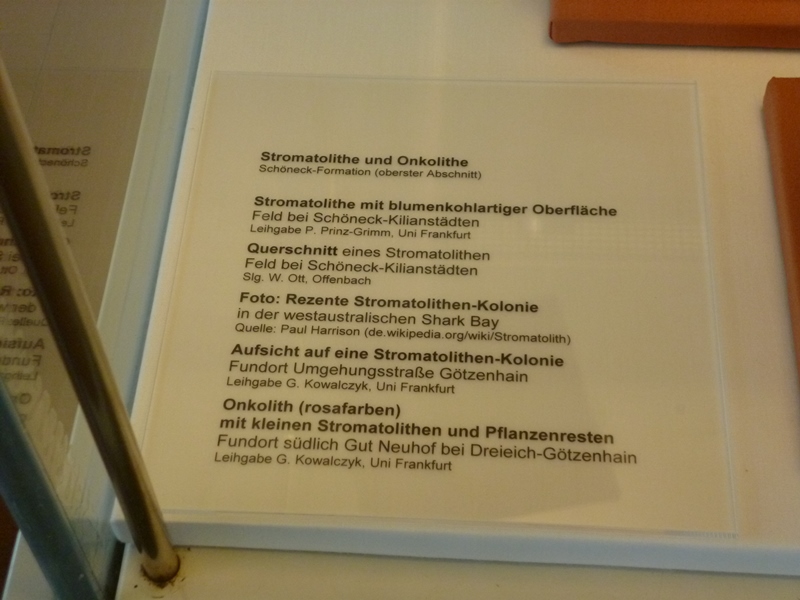 Stromatolithe und Onkolithe
Schöneck-Formation (oberster Abschnitt)
Stromatolithe mit blumenkohlartiger Oberfläche
Feld bei Schöneck-Kilianstädten
Leihgabe P. Prinz-Grimm, Uni Frankfurt
Querschnitt eines Stromatolithen
Feld bei Schöneck-Kilianstädten
Slg. W. Ott, Offenbach
Foto: Rezente Stromatolithen-Kolonie
in der westaustralischen Shark Bay
Quelle: Paul Harrison (de.wikipedia.org/wiki/Stromatolith)
Aufsicht auf eine Stromatolithen-Kolonie
Fundort Umgehungsstraße Götzenhain
Leihgabe G. Kowalczyk, Uni Frankfurt
Onkolith (rosafarben)
mit kleinen Stromatolithen und Pflanzenresten
Fundort südlich Gut Neuhof bei Dreieich-Götzenhain
Leihgabe G. Kowalczyk, Uni Frankfurt